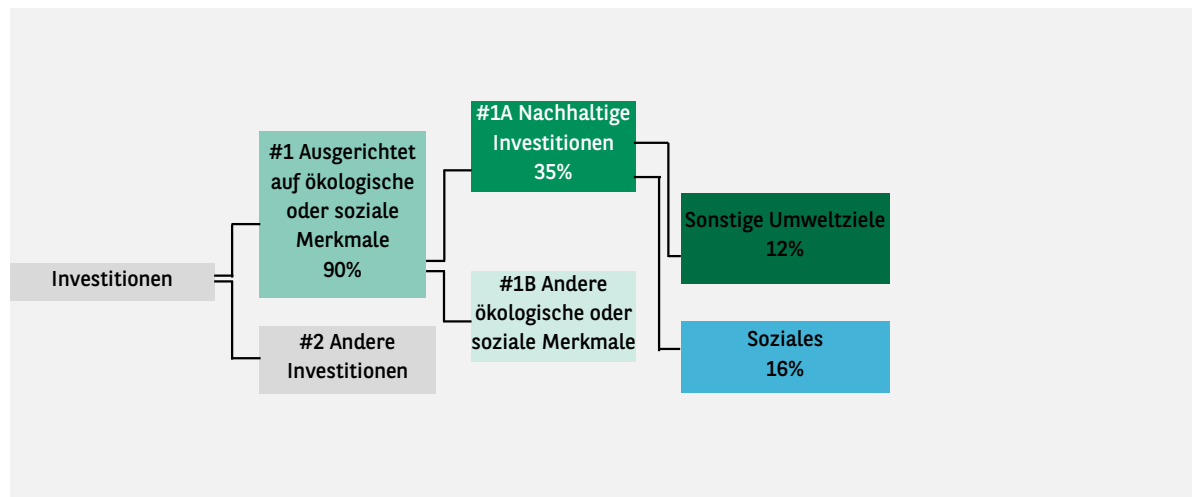 Investitionen
#1 Ausgerichtet
auf ökologische
oder soziale
Merkmale
90%
#2 Andere
Investitionen
#1A Nachhaltige
Investitionen
35%
#1B Andere
ökologische oder
soziale Merkmale
Sonstige Umweltziele
12%
Soziales
16%